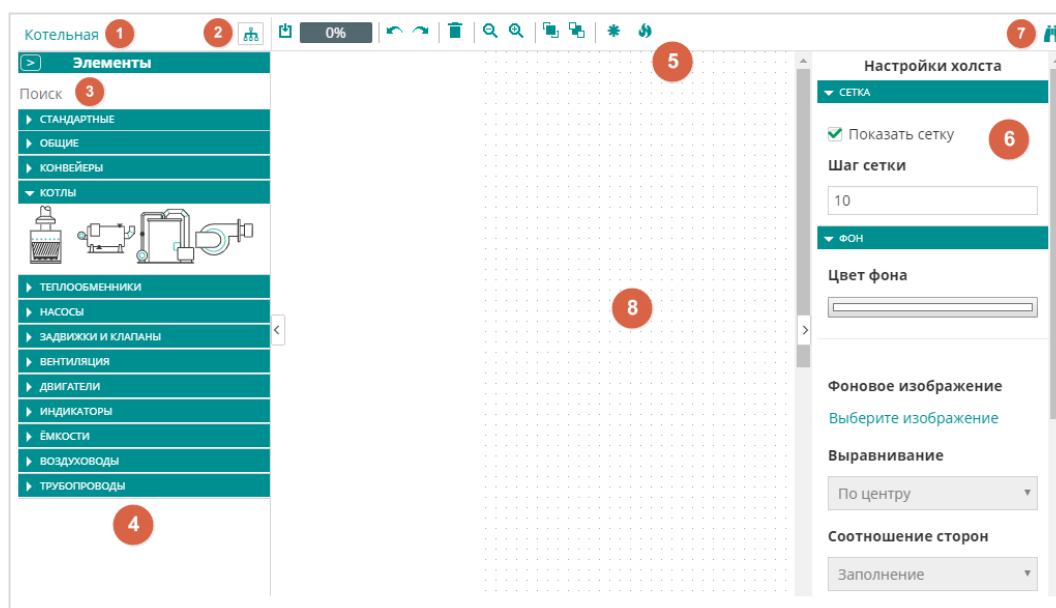 Котельная 1
2
0%
5
7
> Элементы
Поиск 3
СТАНДАРТНЫЕ
ОБЩИЕ
КОНВЕЙЕРЫ
КОТЛЫ
ТЕПЛООБМЕННИКИ
НАСОСЫ
ЗАДВИЖКИ И КЛАПАНЫ
ВЕНТИЛЯЦИЯ
ДВИГАТЕЛИ
ИНДИКАТОРЫ
ЁМКОСТИ
ВОЗДУХОВОДЫ
ТРУБОПРОВОДЫ
4
8
Настройки холста
СЕТКА
Показать сетку
6
Шаг сетки
10
ФОН
Цвет фона
Фоновое изображение
Выберите изображение
Выравнивание
По центру
Соотношение сторон
Заполнение